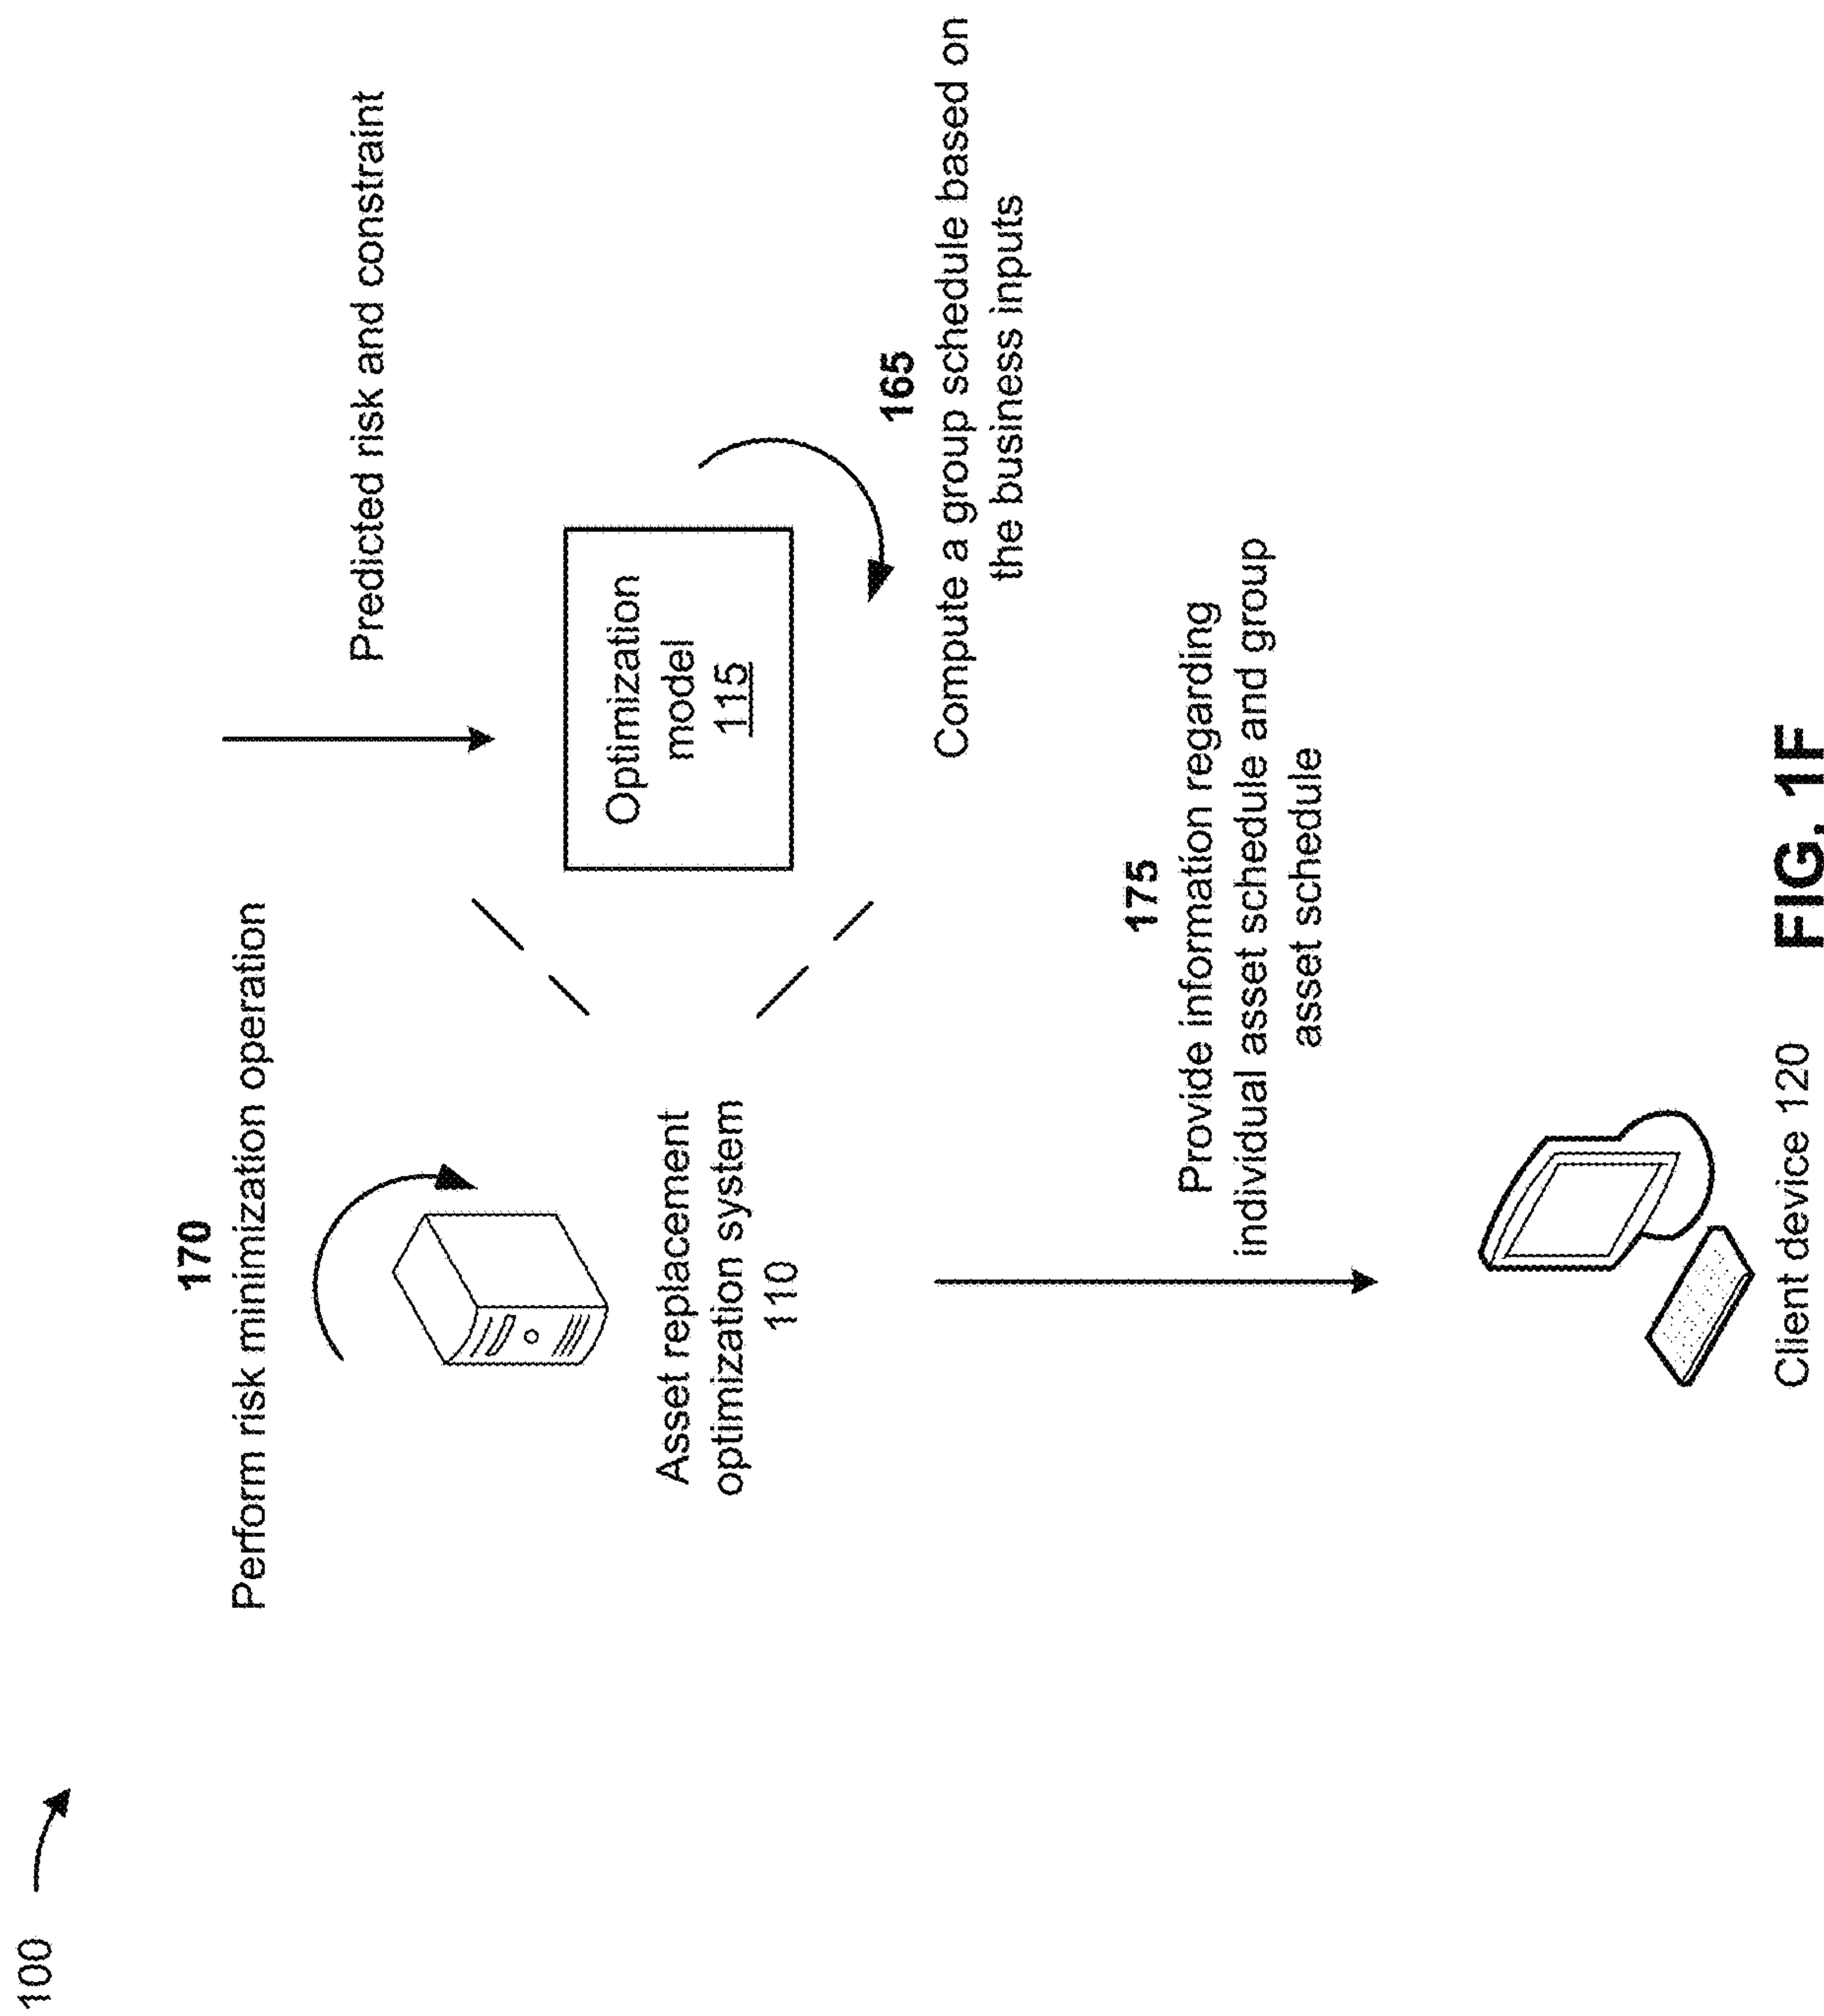 100
170
Perform risk minimization operation
Predicted risk and constraint
Optimization
model
115
Asset replacement
optimization system
110
165
Compute a group schedule based on
the business inputs
175
Provide information regarding
individual asset schedule and group
asset schedule
Client device 120
FIG. 1F